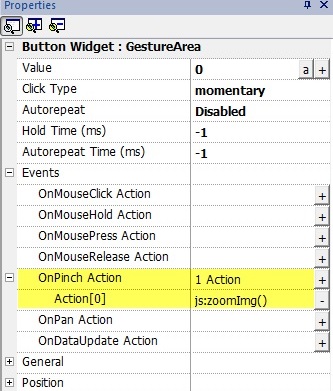 Properties
Button Widget : GestureArea
Value 0 a +
Click Type momentary
Autorepeat Disabled
Hold Time (ms) -1
Autorepeat Time (ms) -1
Events
OnMouseClick Action +
OnMouseHold Action +
OnMousePress Action +
OnMouseRelease Action +
OnPinch Action 1 Action +
Action[0] js:zoomImg() -
OnPan Action +
OnDataUpdate Action +
General
Position